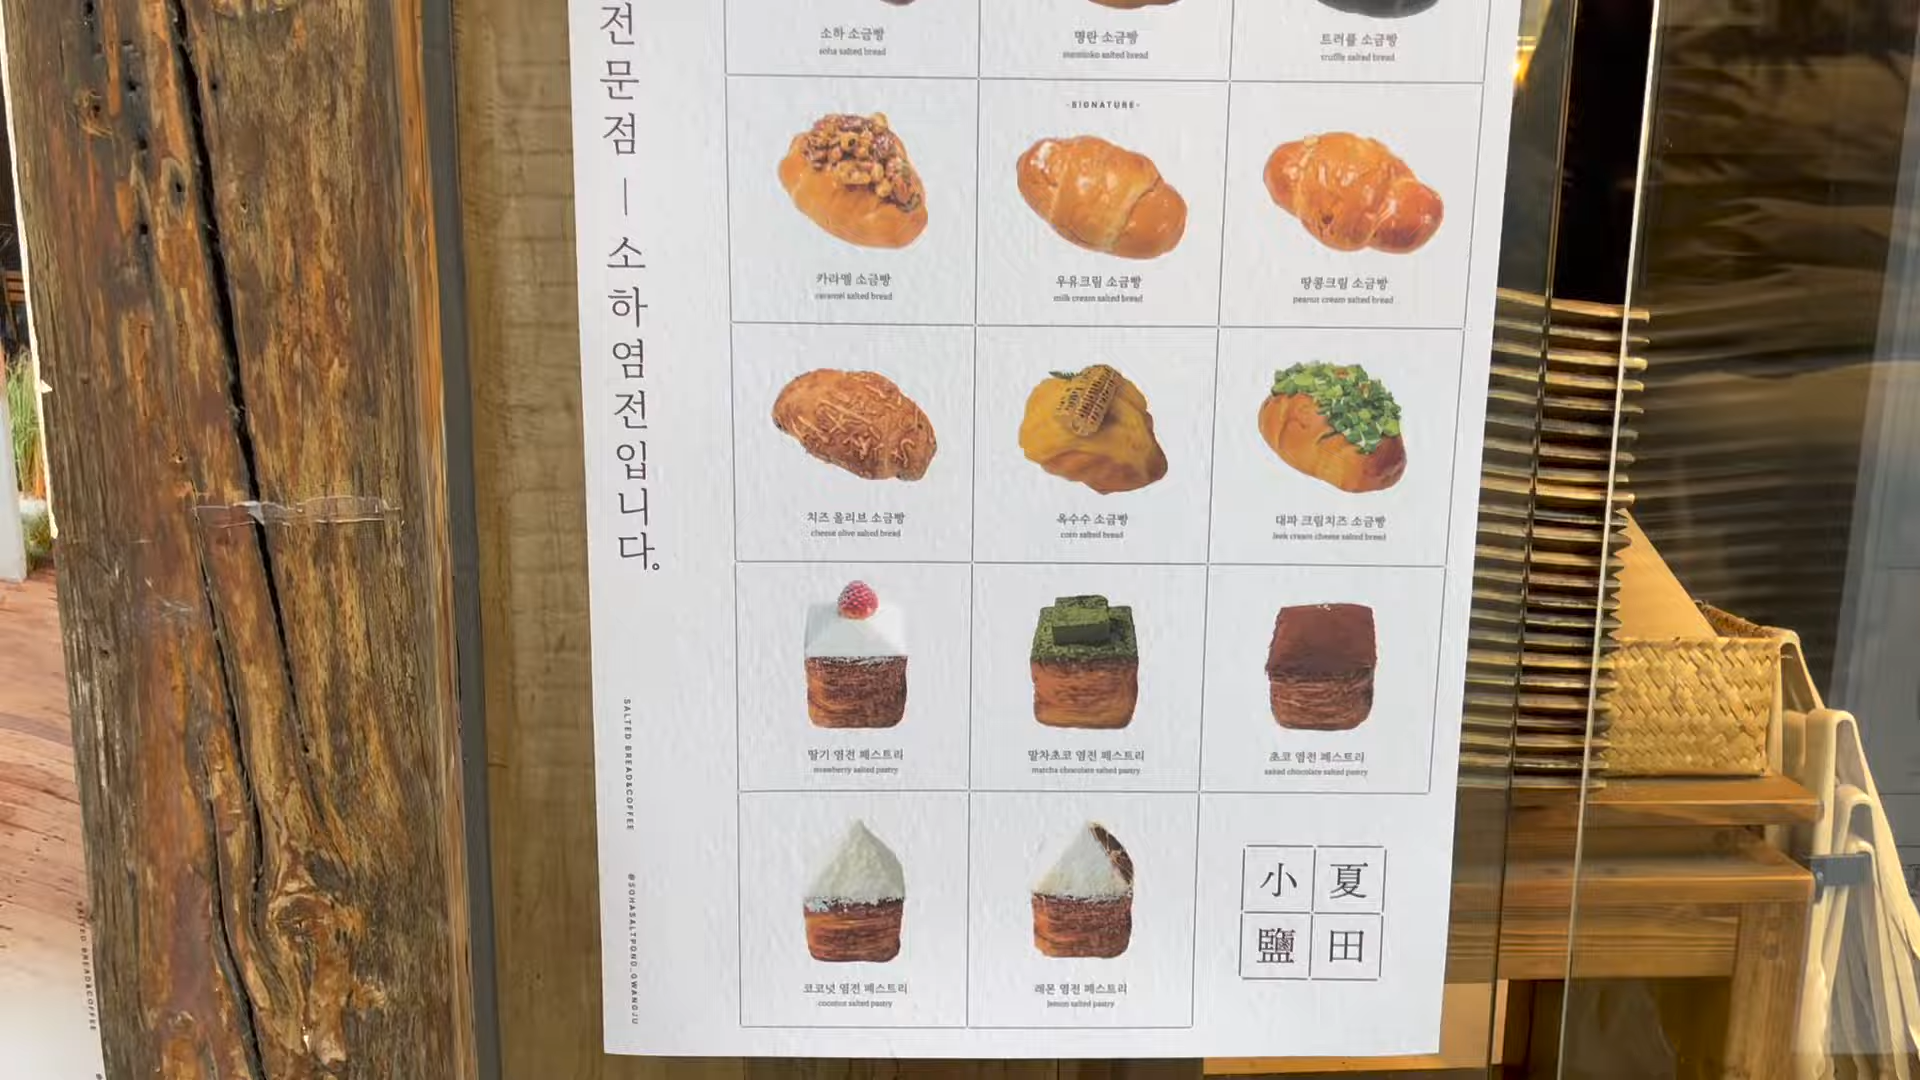 전문점 — 소하염전입니다.
소하 소금빵
soha salted bread
명란 소금빵
mentaiko salted bread
트러플 소금빵
truffle salted bread
카라멜 소금빵
caramel salted bread
-SIGNATURE-
우유크림 소금빵
milk cream salted bread
땅콩크림 소금빵
peanut cream salted bread
치즈 올리브 소금빵
cheese olive salted bread
옥수수 소금빵
corn salted bread
대파 크림치즈 소금빵
leek cream cheese salted bread
딸기 염전 페스트리
strawberry salted pastry
말차초코 염전 페스트리
matcha chocolate salted pastry
초코 염전 페스트리
salted chocolate salted pastry
코코넛 염전 페스트리
coconut salted pastry
레몬 염전 페스트리
lemon salted pastry
小夏
鹽田
SALTED BREAD&COFFEE
@SOHASALTPOND_GWANGJU
SALTED BREAD&COFFEE